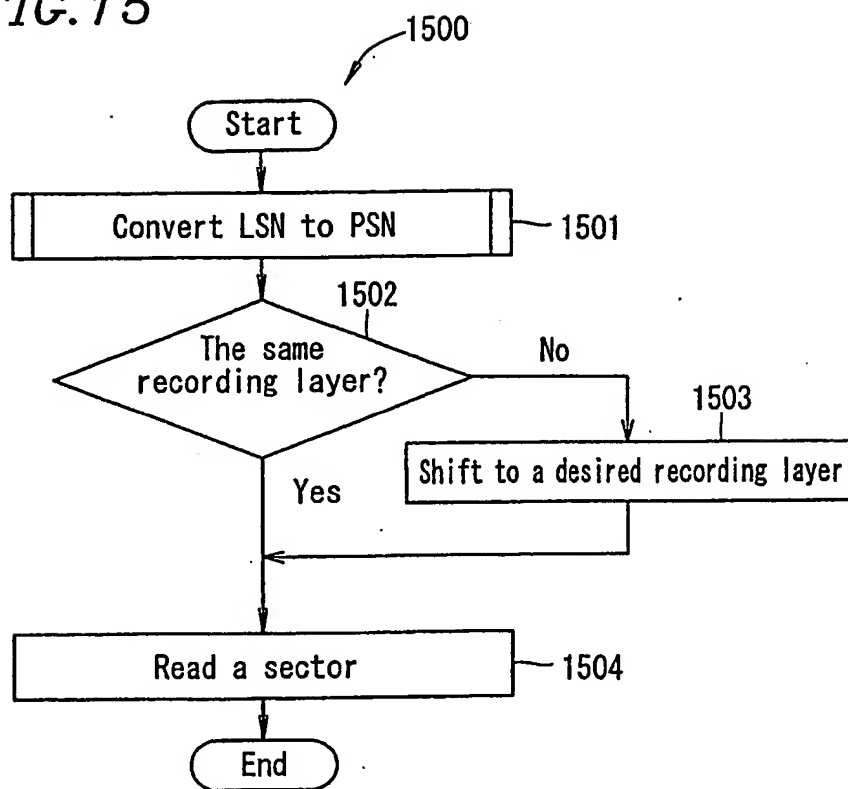 FIG. 15
1500
Start
Convert LSN to PSN
1501
1502
The same
recording layer?
No
1503
Shift to a desired recording layer
Yes
Read a sector
1504
End